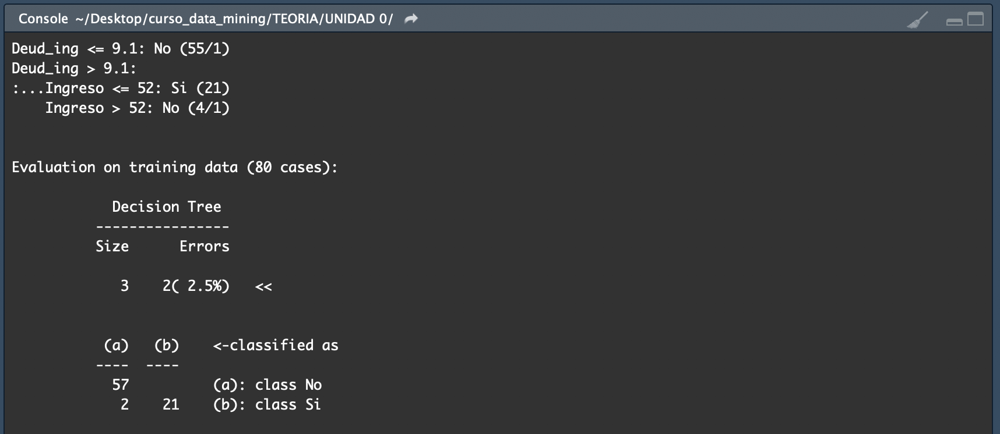 Console ~/Desktop/curso_data_mining/TEORIA/UNIDAD 0/
Deud_ing <= 9.1: No (55/1)
Deud_ing > 9.1:
:...Ingreso <= 52: Si (21)
    Ingreso > 52: No (4/1)
Evaluation on training data (80 cases):
            Decision Tree
          ----------------
          Size      Errors
             3    2( 2.5%)   <<
           (a)   (b)    <-classified as
          ----  ----
            57          (a): class No
             2    21    (b): class Si